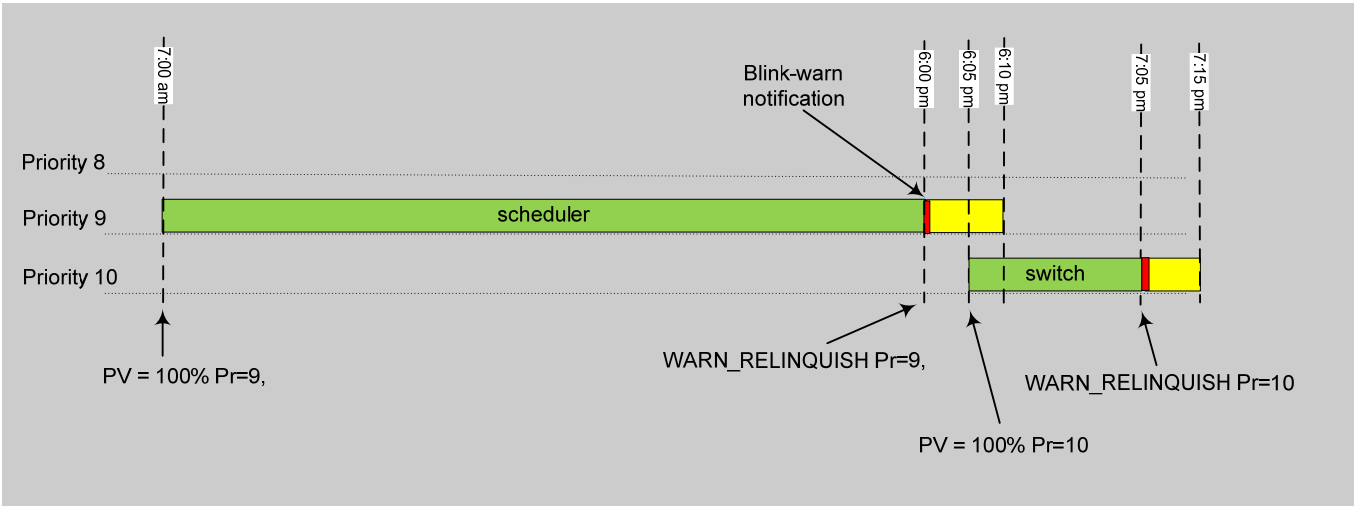 7:00 am
6:00 pm
6:05 pm
6:10 pm
7:05 pm
7:15 pm
Blink-warn
notification
Priority 8
Priority 9
scheduler
Priority 10
switch
WARN_RELINQUISH Pr=9,
PV = 100% Pr=9,
WARN_RELINQUISH Pr=10
PV = 100% Pr=10